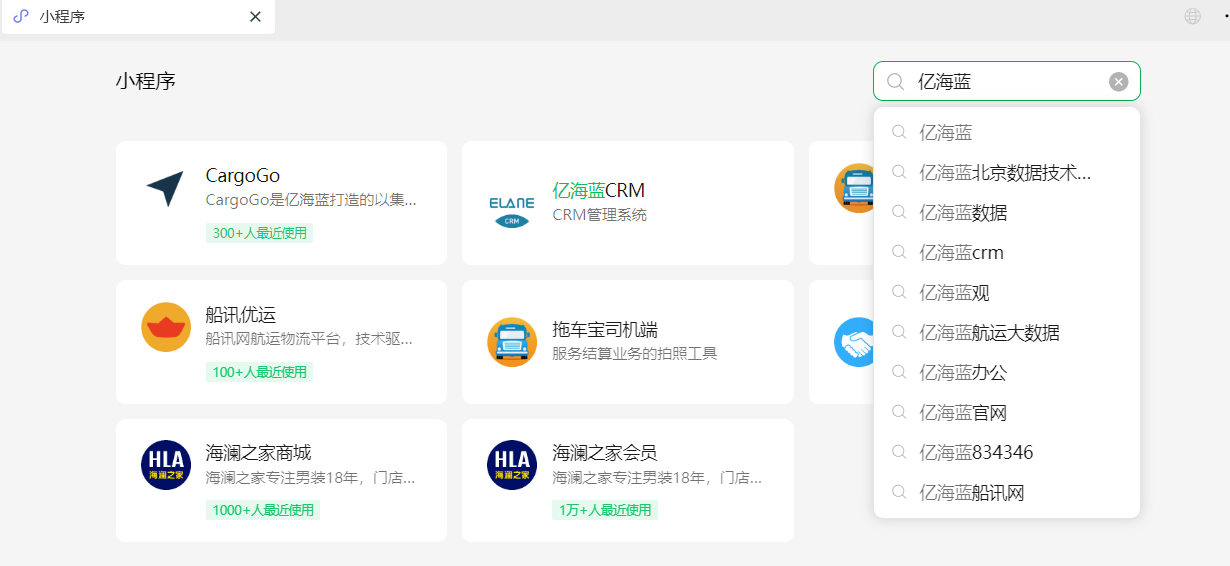 小程序
小程序
亿海蓝
CargoGo
CargoGo是亿海蓝打造的以集...
300+人最近使用
ELANE
CRM
亿海蓝CRM
CRM管理系统
船讯优运
船讯网航运物流平台，技术驱...
100+人最近使用
拖车宝司机端
服务结算业务的拍照工具
HLA
海澜之家
海澜之家商城
海澜之家专注男装18年，门店...
1000+人最近使用
HLA
海澜之家
海澜之家会员
海澜之家专注男装18年，门店...
1万+人最近使用
亿海蓝
亿海蓝北京数据技术...
亿海蓝数据
亿海蓝crm
亿海蓝观
亿海蓝航运大数据
亿海蓝办公
亿海蓝官网
亿海蓝834346
亿海蓝船讯网